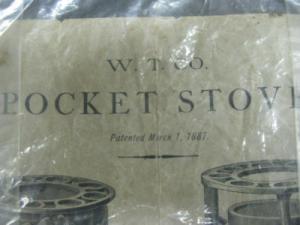 W. T. CO.
POCKET STOVE
Patented March 1, 1887.